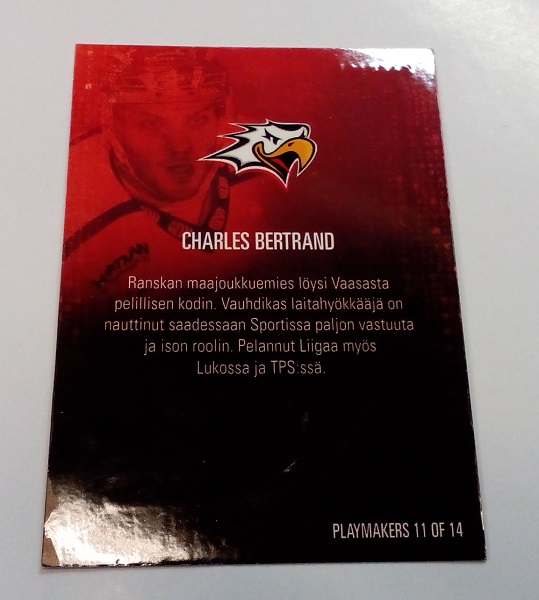 CHARLES BERTRAND
Ranskan maajoukkuemies löysi Vaasasta
pelillisen kodin. Vauhdikas laitahyökkääjä on
nauttinut saadessaan Sportissa paljon vastuuta
ja ison roolin. Pelannut Liigaa myös
Lukossa ja TPS:ssä.
PLAYMAKERS 11 OF 14